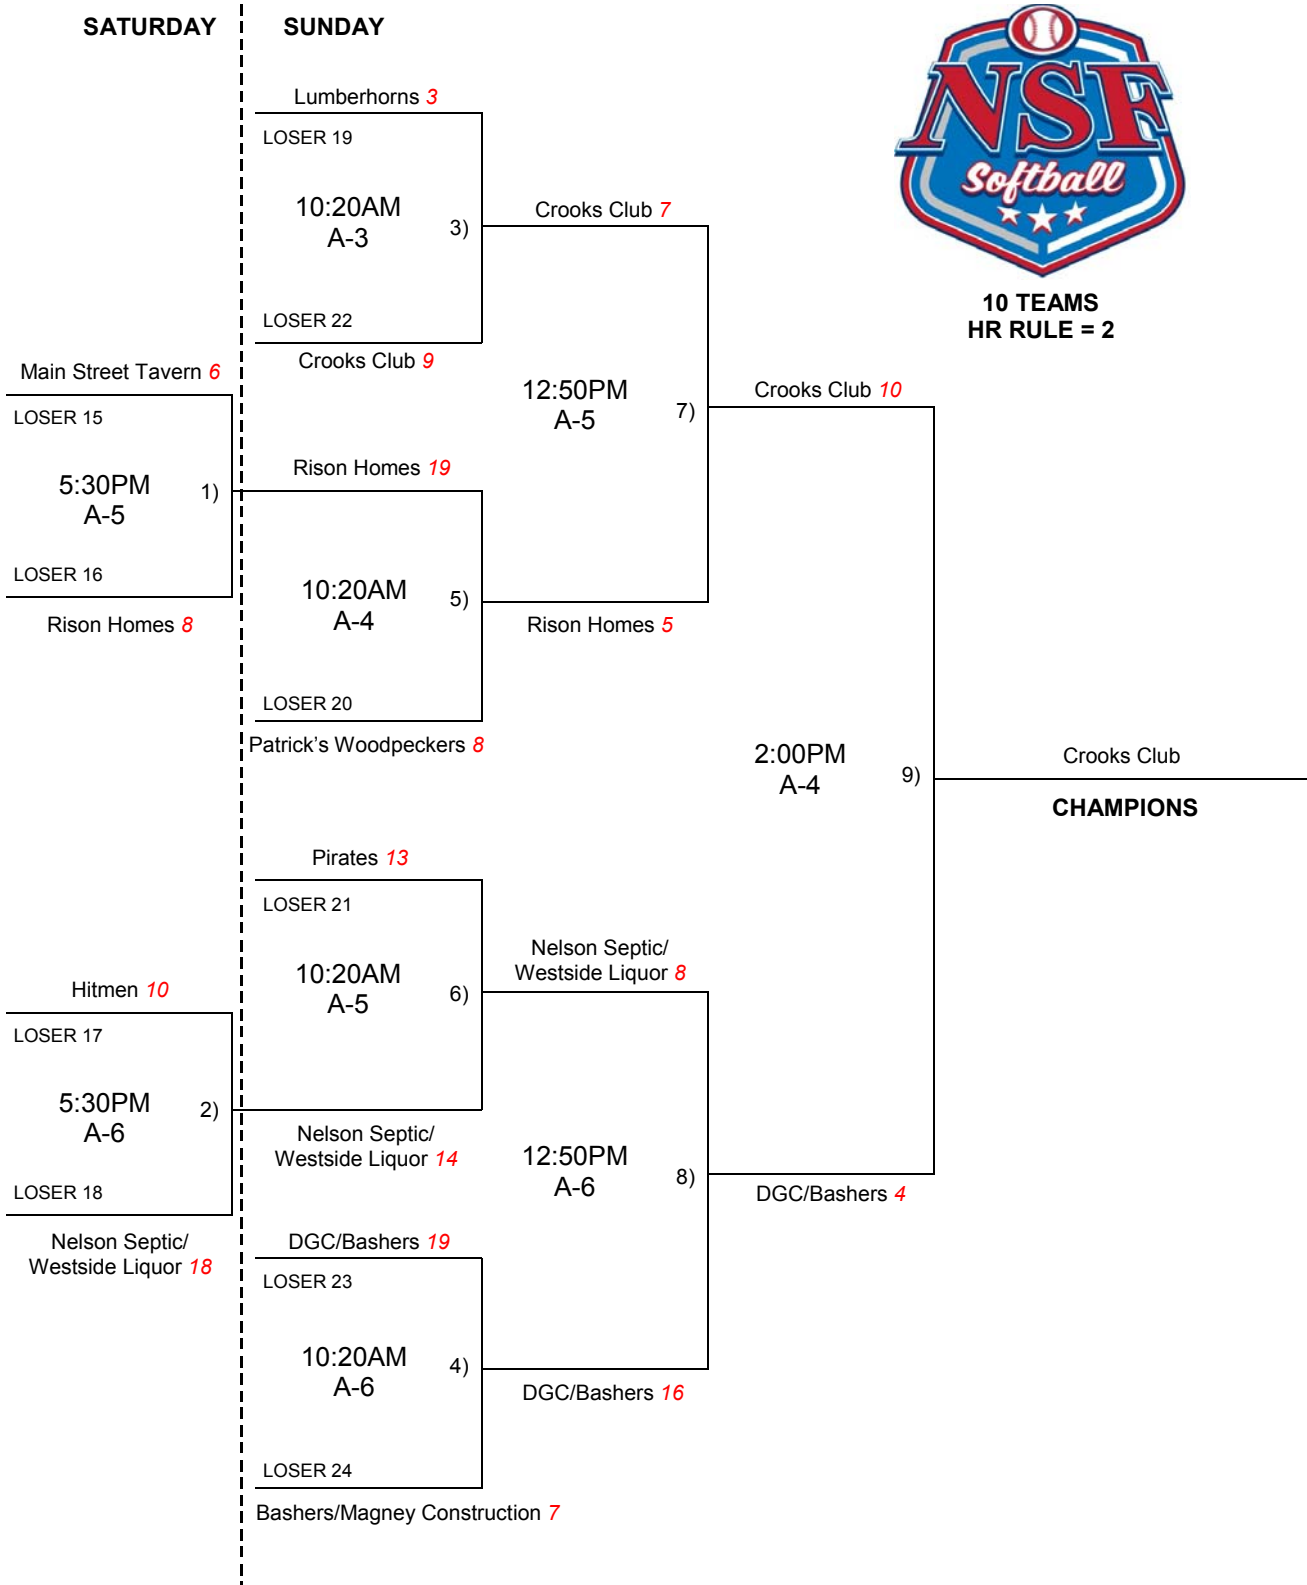 SATURDAY
SUNDAY
NSF
Softball
10 TEAMS
HR RULE = 2
Lumberhorns 3
LOSER 19
10:20AM
A-3
3)
LOSER 22
Crooks Club 9
Crooks Club 7
Main Street Tavern 6
LOSER 15
5:30PM
A-5
1)
LOSER 16
Rison Homes 8
12:50PM
A-5
7)
Crooks Club 10
Rison Homes 19
10:20AM
A-4
5)
LOSER 20
Patrick's Woodpeckers 8
Rison Homes 5
2:00PM
A-4
9)
Crooks Club
CHAMPIONS
Pirates 13
LOSER 21
10:20AM
A-5
6)
Nelson Septic/
Westside Liquor 8
Hitmen 10
LOSER 17
5:30PM
A-6
2)
LOSER 18
Nelson Septic/
Westside Liquor 18
Nelson Septic/
Westside Liquor 14
12:50PM
A-6
8)
DGC/Bashers 4
DGC/Bashers 19
LOSER 23
10:20AM
A-6
4)
DGC/Bashers 16
LOSER 24
Bashers/Magney Construction 7